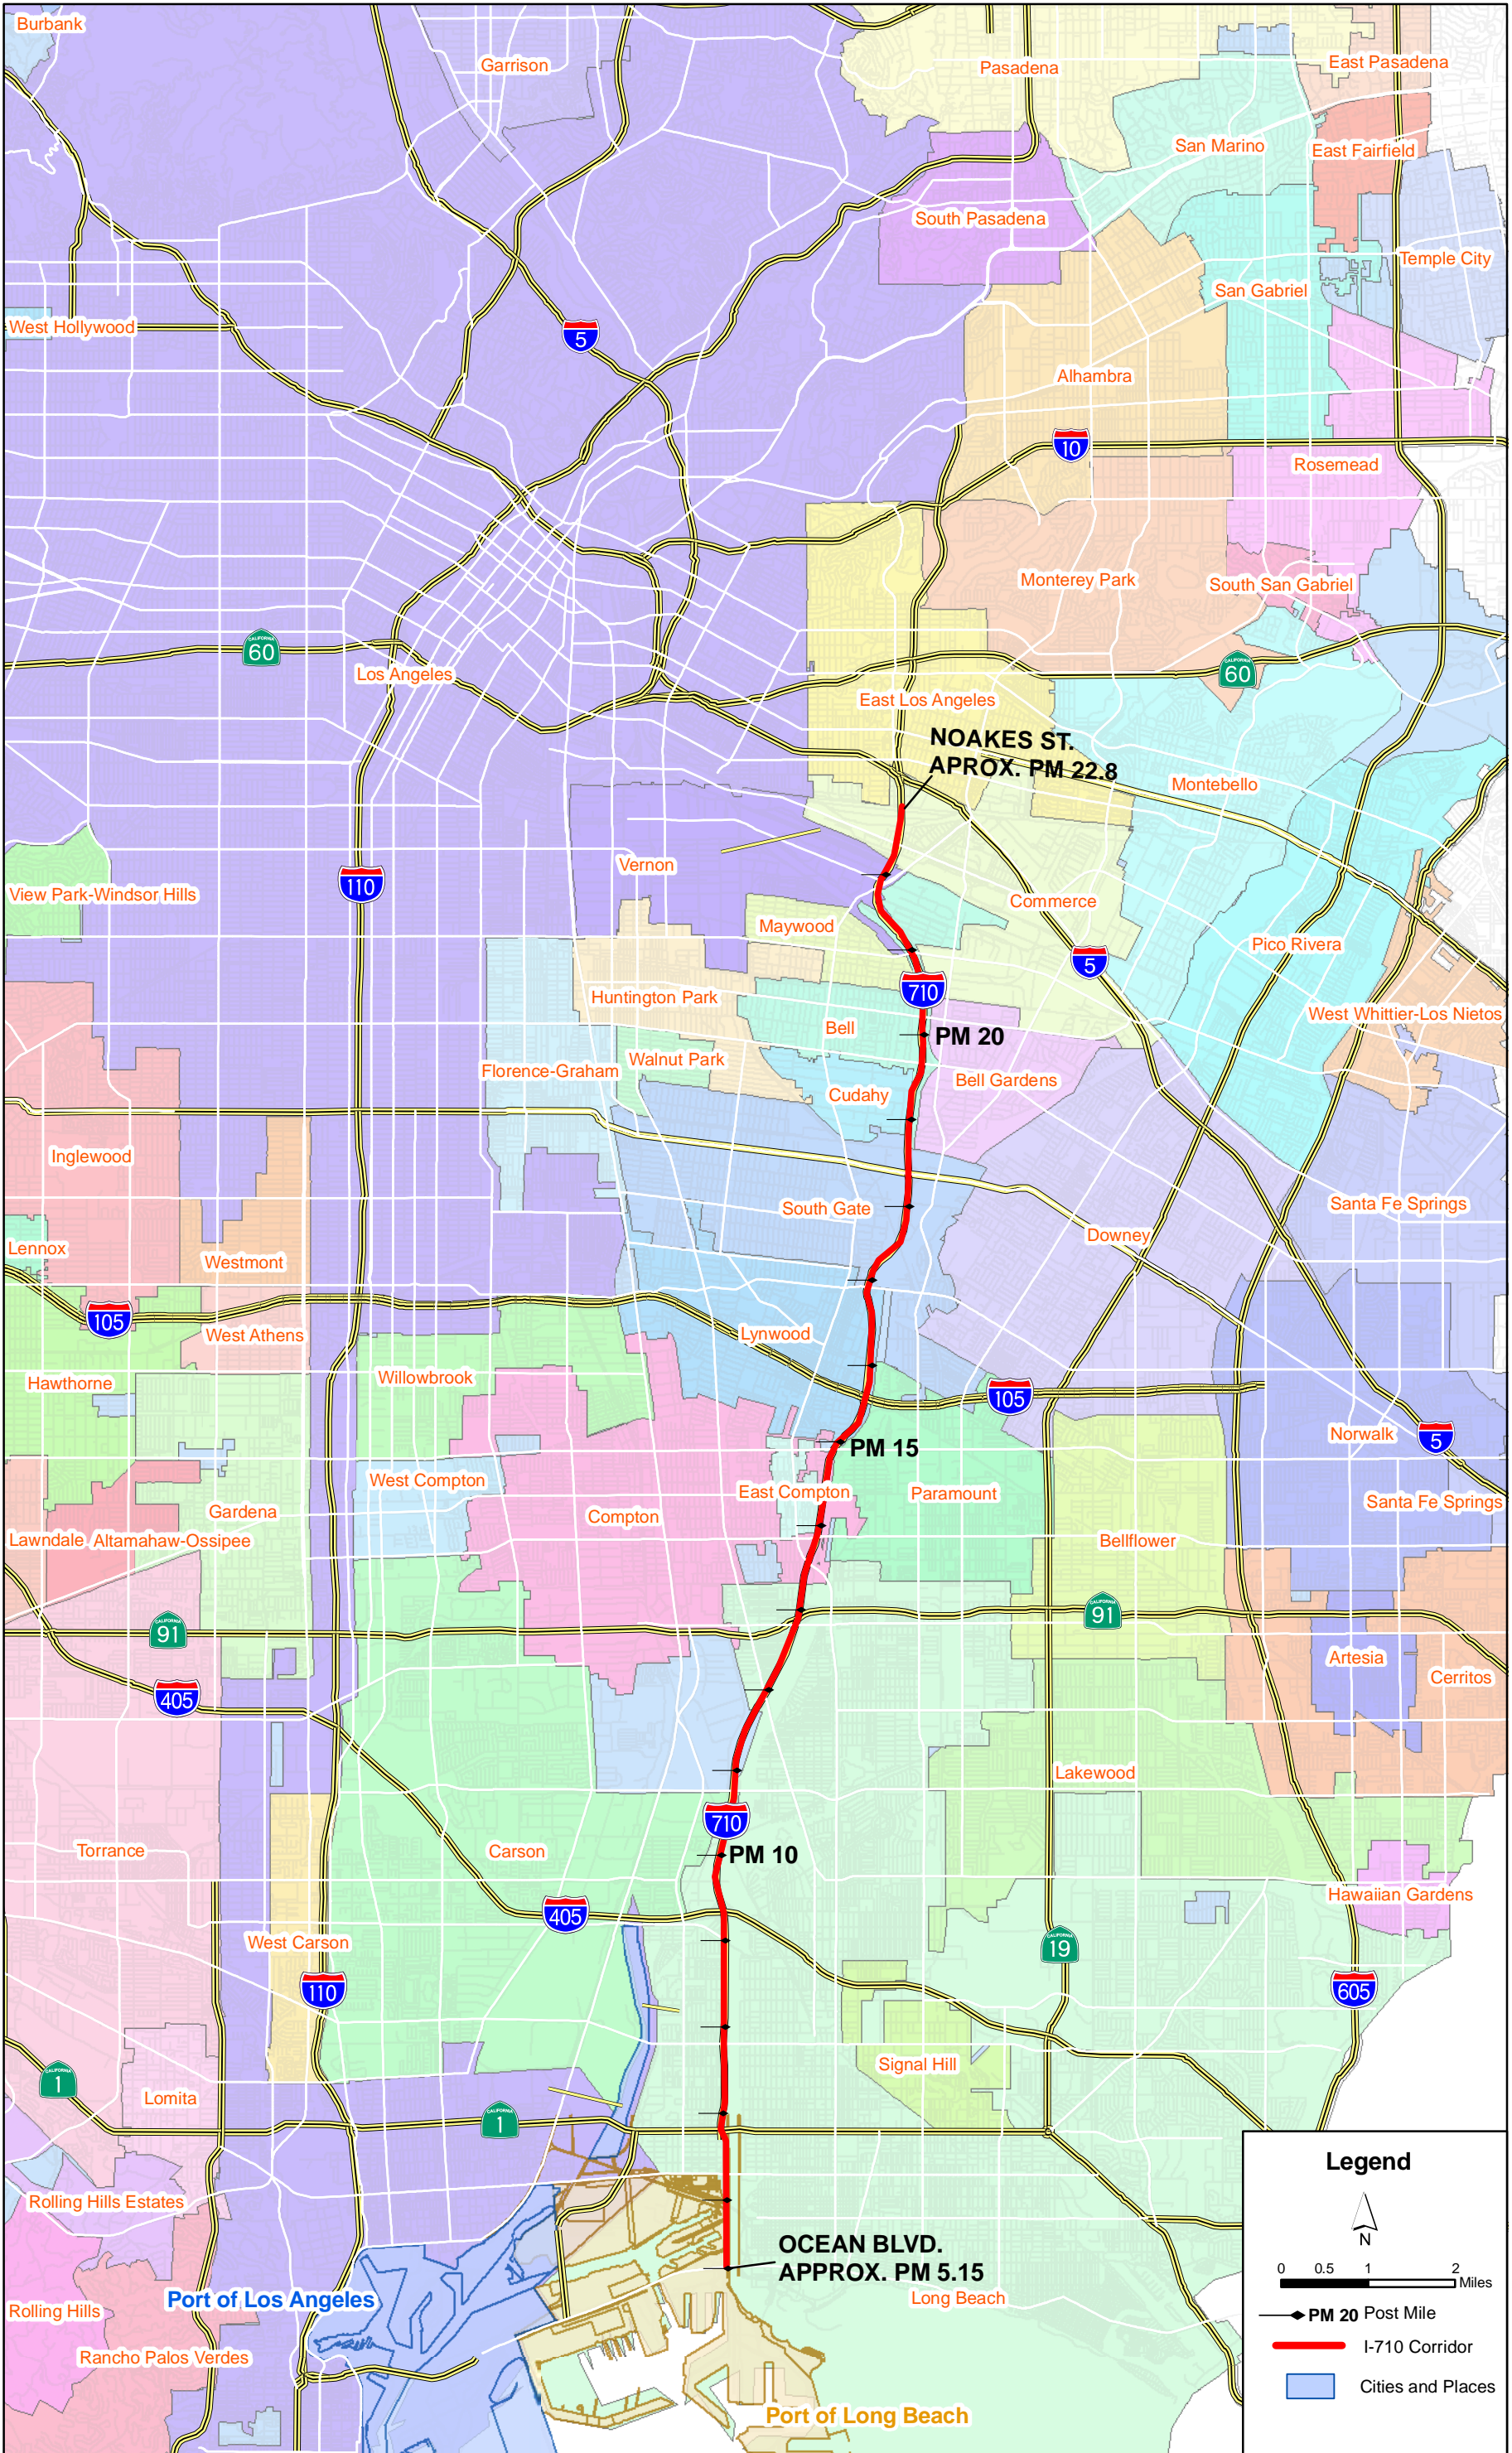 Burbank
Garrison
Pasadena
East Pasadena
San Marino
East Fairfield
South Pasadena
Temple City
San Gabriel
West Hollywood
5
Alhambra
10
Rosemead
Monterey Park
South San Gabriel
CALIFORNIA
60
Los Angeles
CALIFORNIA
60
East Los Angeles
NOAKES ST.
APROX. PM 22.8
Montebello
Vernon
110
View Park-Windsor Hills
Commerce
Maywood
Pico Rivera
5
710
Huntington Park
West Whittier-Los Nietos
Bell
PM 20
Walnut Park
Florence-Graham
Bell Gardens
Cudahy
Inglewood
South Gate
Santa Fe Springs
Downey
Lennox
Westmont
105
West Athens
Lynwood
Hawthorne
Willowbrook
105
Norwalk
5
PM 15
West Compton
East Compton
Paramount
Santa Fe Springs
Gardena
Compton
Lawndale
Altamahaw-Ossipee
Bellflower
CALIFORNIA
91
CALIFORNIA
91
Artesia
Cerritos
405
Lakewood
710
Torrance
Carson
PM 10
Hawaiian Gardens
405
West Carson
CALIFORNIA
19
110
605
Signal Hill
CALIFORNIA
1
Lomita
CALIFORNIA
1
Rolling Hills Estates
OCEAN BLVD.
APPROX. PM 5.15
Port of Los Angeles
Long Beach
Rolling Hills
Rancho Palos Verdes
Port of Long Beach
Legend
N
0 0.5 1 2
Miles
PM 20 Post Mile
I-710 Corridor
Cities and Places